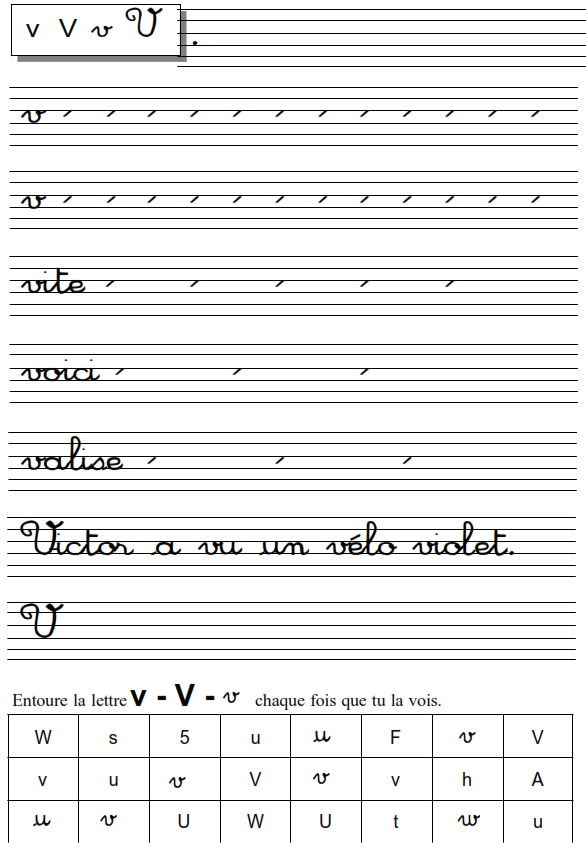 v V v V .
v
v
vite
voici
valise
Victor a vu un vélo violet.
V
Entoure la lettre v - V - v chaque fois que tu la vois.
W s 5 u u F v V
v u v V v v h A
u v U W U t w u